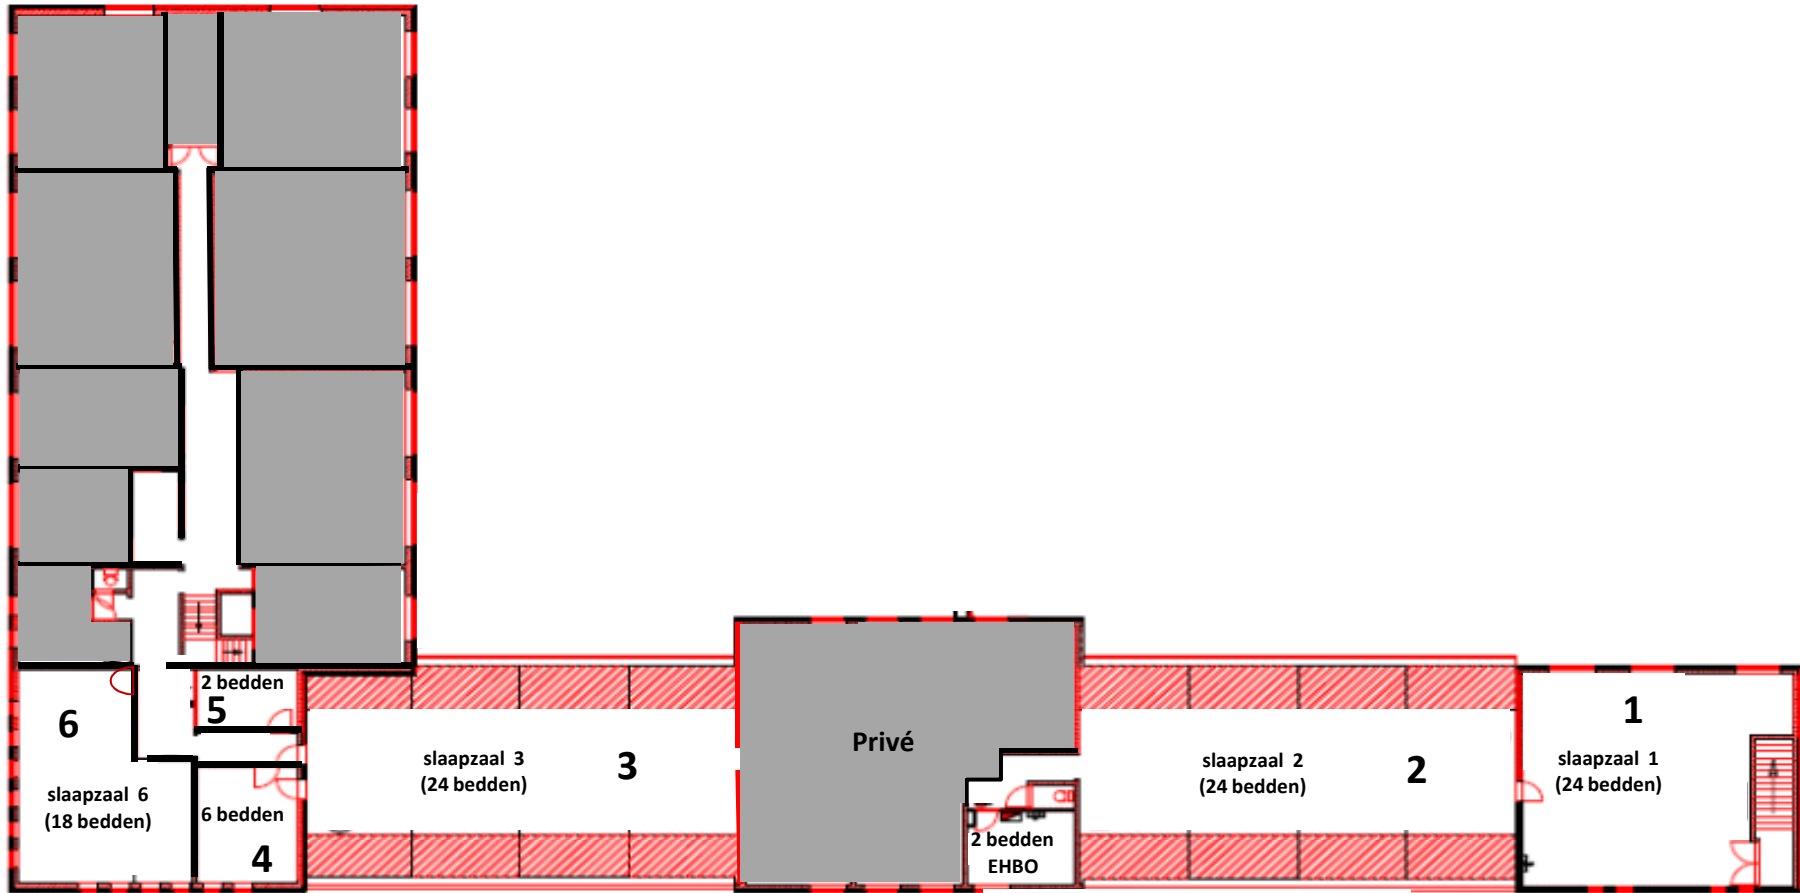 2 bedden
5
6
1
Privé
slaapzaal 3
(24 bedden)
3
slaapzaal 2
(24 bedden)
2
slaapzaal 1
(24 bedden)
slaapzaal 6
(18 bedden)
6 bedden
4
2 bedden
EHBO